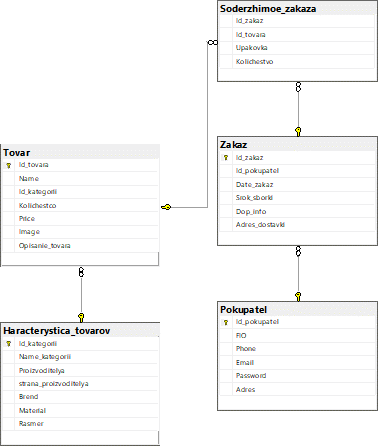 Soderzhimoe_zakaza
Id_zakaz
Id_tovara
Upakovka
Kolichestvo
Tovar
Id_tovara
Name
Id_kategorii
Kolichestco
Price
Image
Opisanie_tovara
Zakaz
Id_zakaz
Id_pokupatel
Date_zakaz
Srok_sborki
Dop_info
Adres_dostavki
Haracterystica_tovarov
Id_kategorii
Name_kategorii
Proizvoditelya
strana_proizvoditelya
Brend
Material
Rasmer
Pokupatel
Id_pokupatel
FIO
Phone
Email
Password
Adres